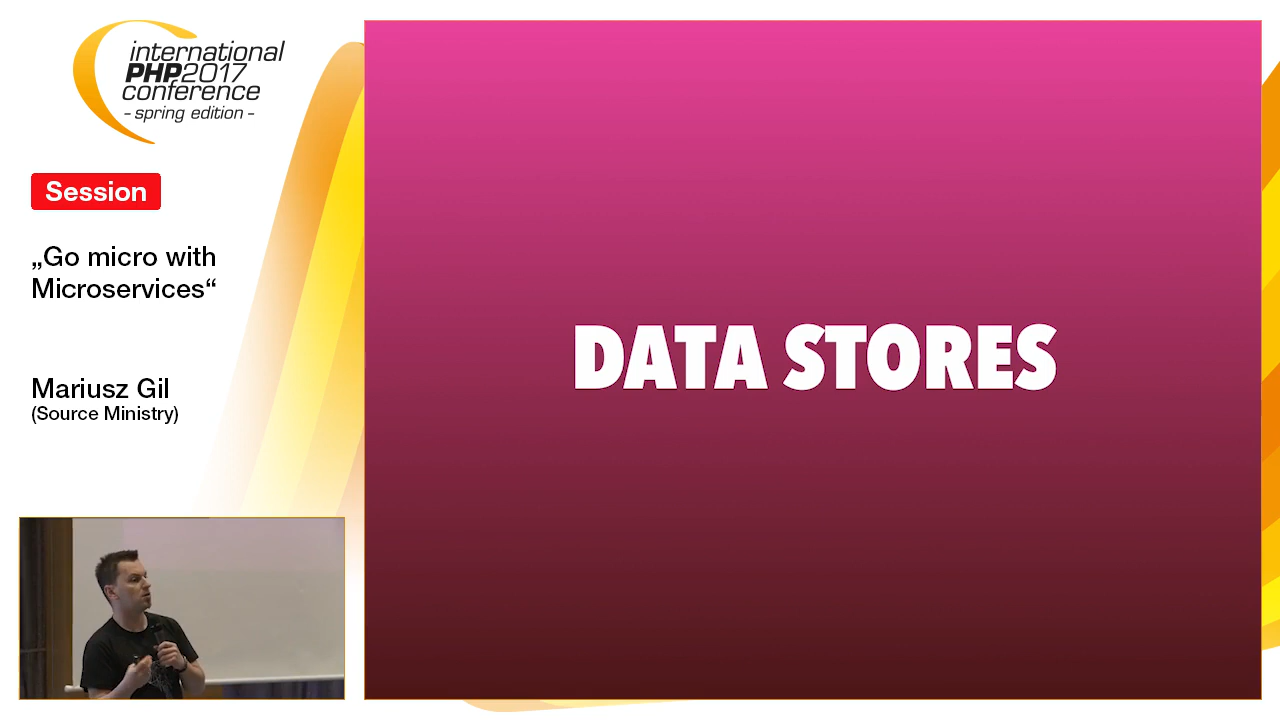 international
PHP2017
conference
- spring edition -
Session
„Go micro with
Microservices“
Mariusz Gil
(Source Ministry)
DATA STORES